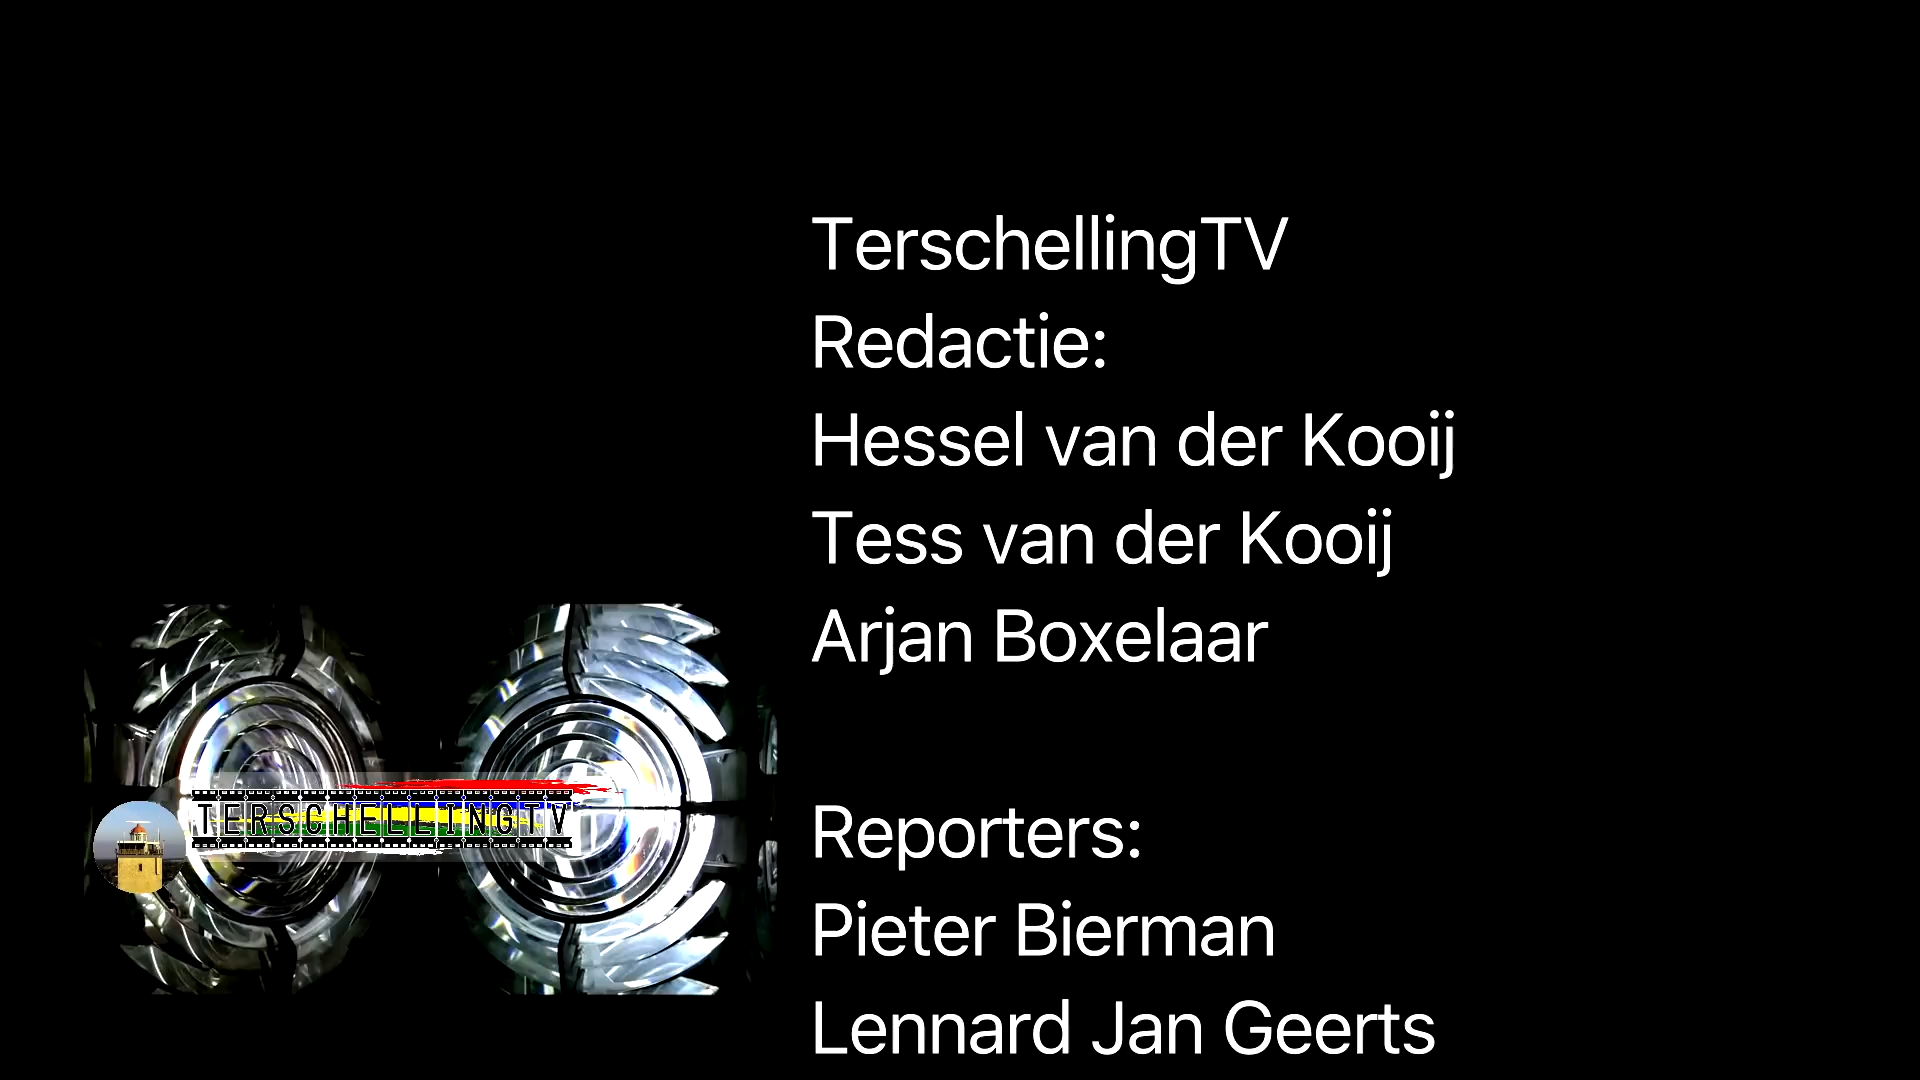 TerschellingTV
Redactie:
Hessel van der Kooij
Tess van der Kooij
Arjan Boxelaar
TERSCHELLINGTV
Reporters:
Pieter Bierman
Lennard Jan Geerts